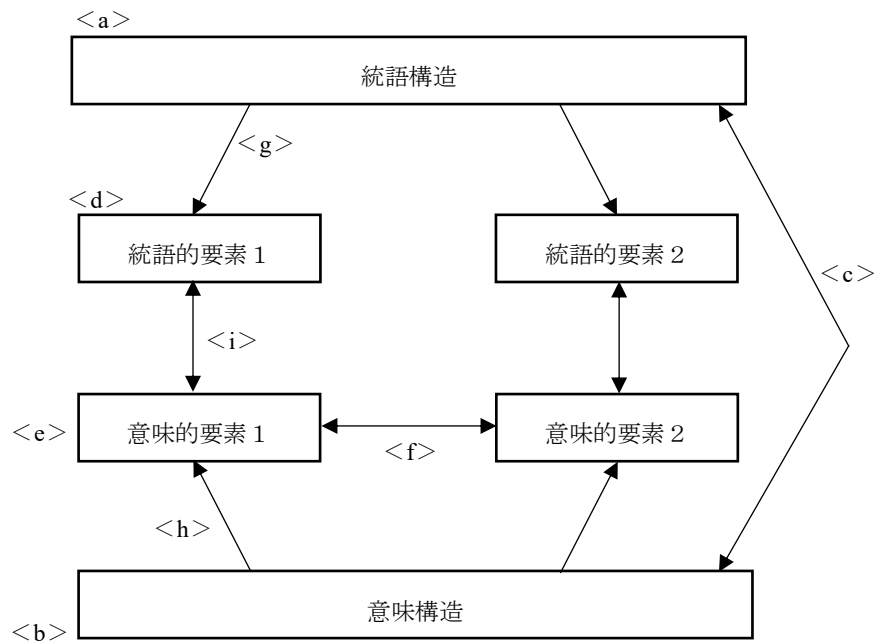 ＜a＞
統語構造
＜g＞
＜d＞
統語的要素１
統語的要素２
＜c＞
＜i＞
＜e＞
意味的要素１
意味的要素２
＜f＞
＜h＞
意味構造
＜b＞